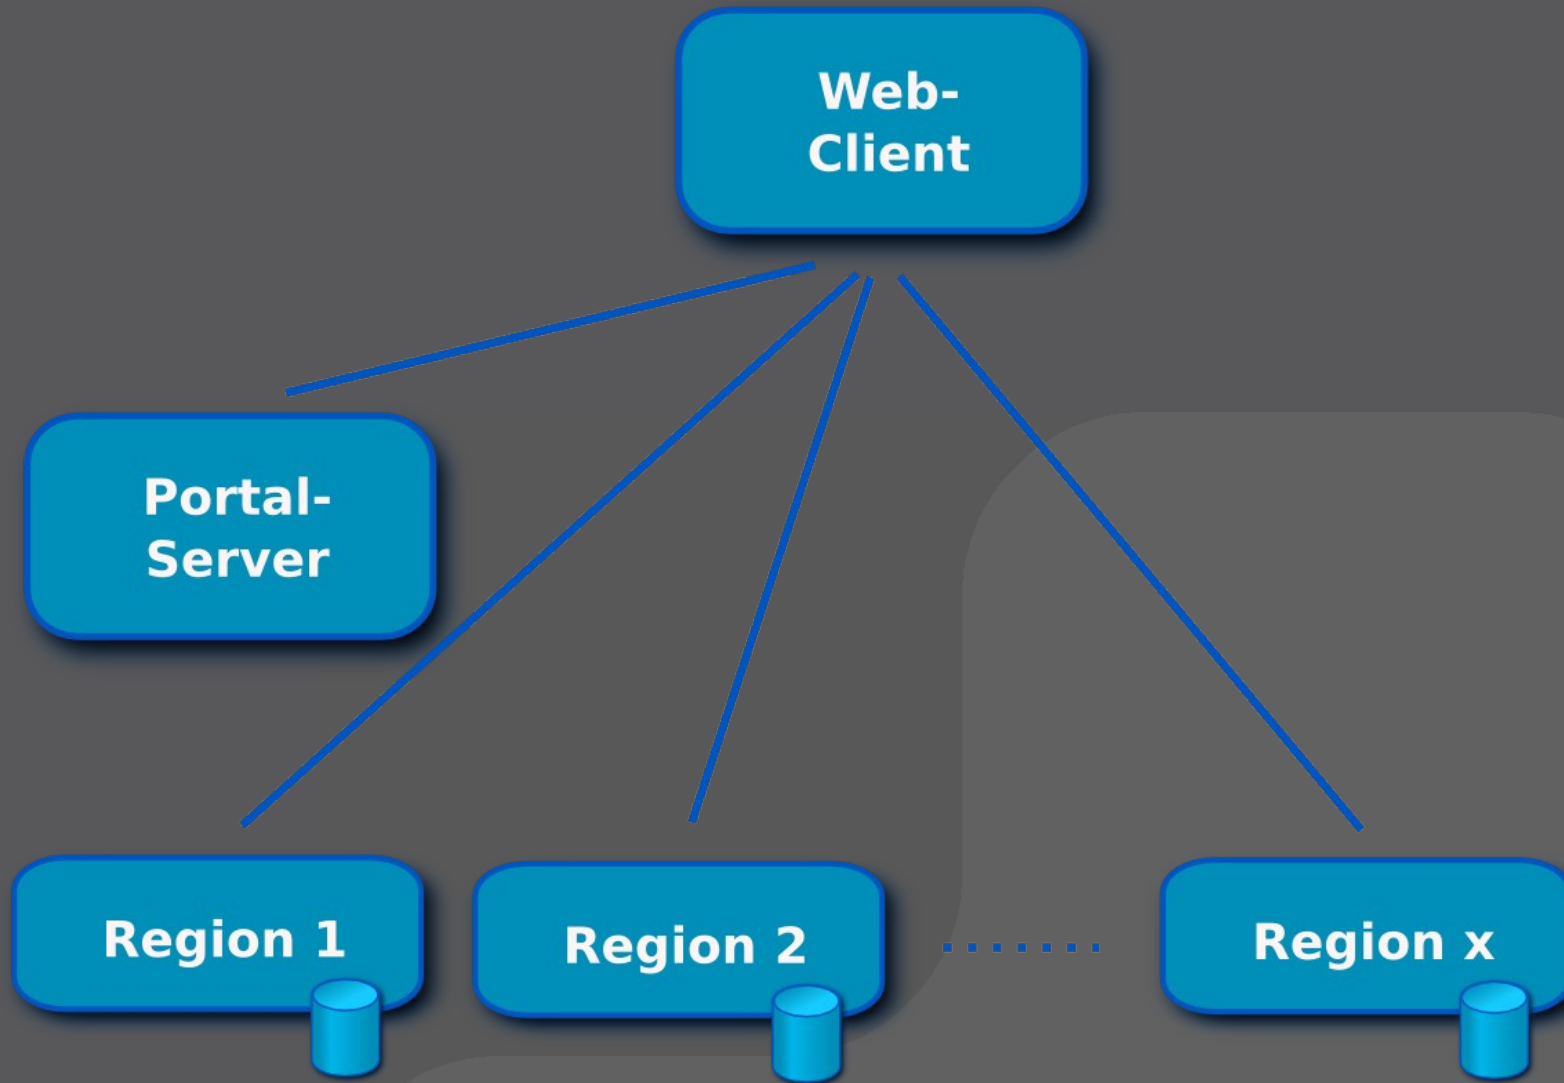 Web-
Client
Portal-
Server
Region 1
Region 2
Region x